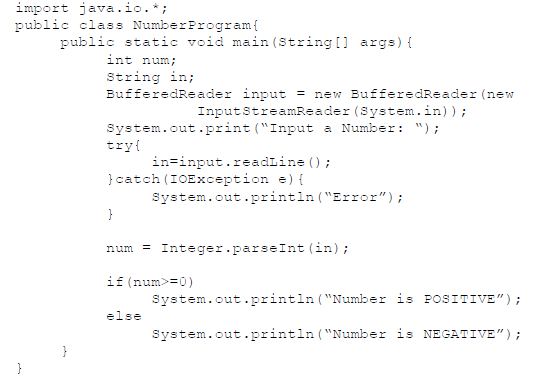 import java.io.*;
public class NumberProgram{
public static void main(String[] args){
int num;
String in;
BufferedReader input = new BufferedReader(new
InputStreamReader(System.in));
System.out.print(“Input a Number: “);
try{
in=input.readLine();
}catch(IOException e){
System.out.println(“Error”);
}
num = Integer.parseInt(in);
if(num>=0)
System.out.println(“Number is POSITIVE”);
else
System.out.println(“Number is NEGATIVE”);
}
}